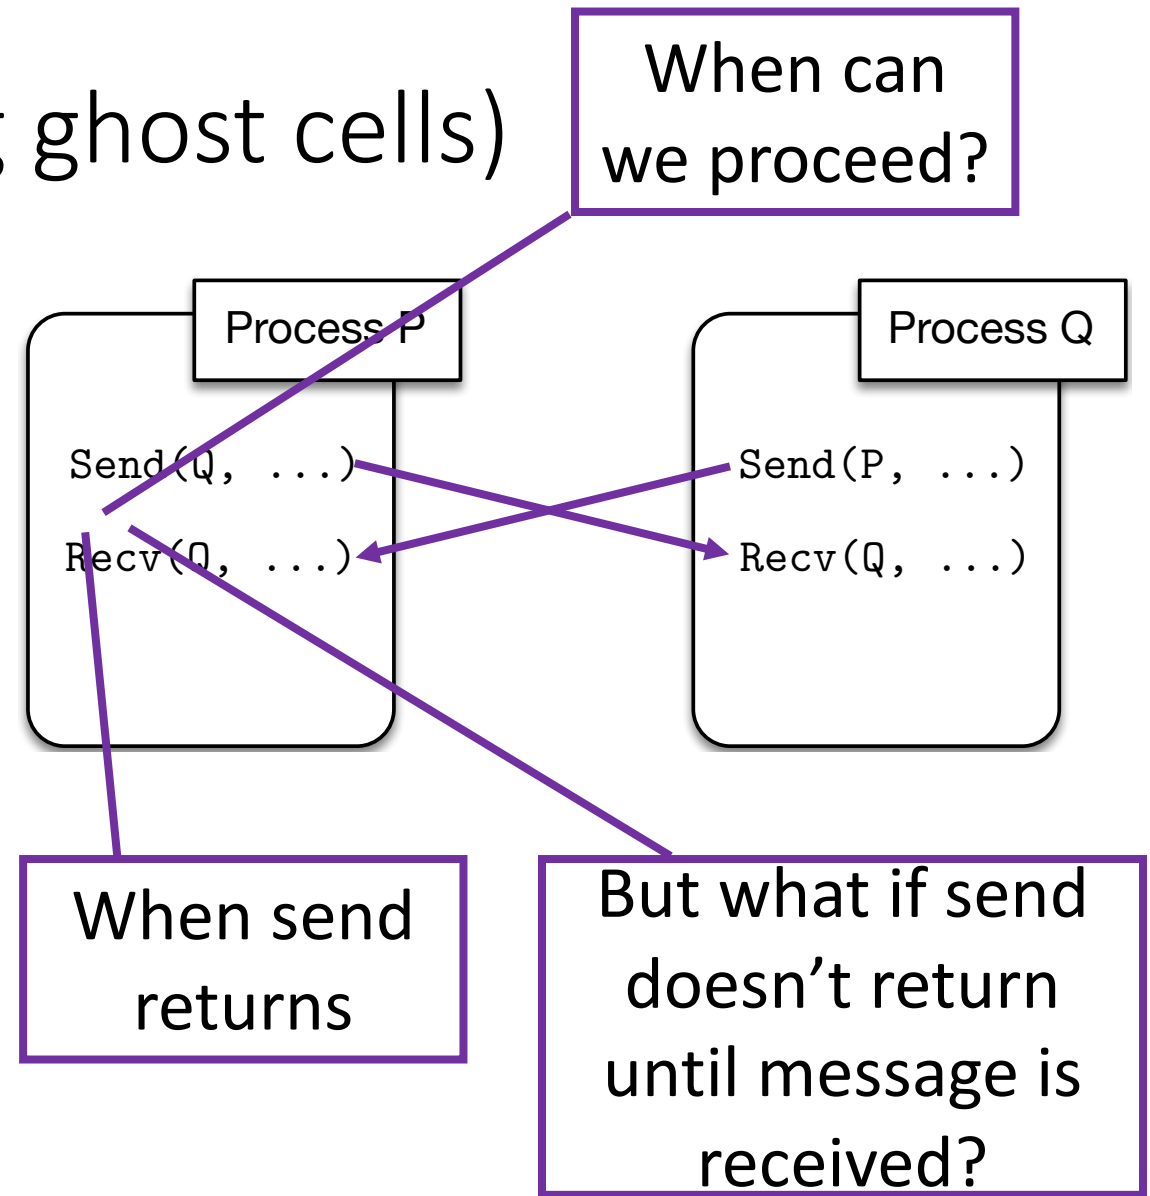 When can
we proceed?
g ghost cells)
Process P
Send(Q, ...)
Recv(Q, ...)
Process Q
Send(P, ...)
Recv(Q, ...)
When send
returns
But what if send
doesn’t return
until message is
received?